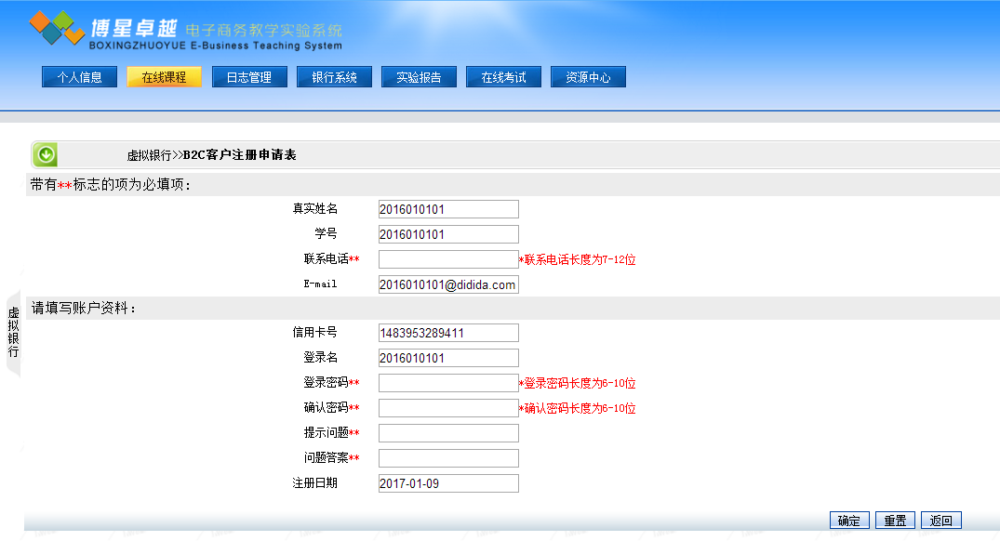 博星卓越 电子商务教学实验系统
BOXINGZHUOYUE E-Business Teaching System
个人信息 在线课程 日志管理 银行系统 实验报告 在线考试 资源中心
虚拟银行>>B2C客户注册申请表
带有**标志的项为必填项:
真实姓名 2016010101
学号 2016010101
联系电话** *联系电话长度为7-12位
E-mail 2016010101@didida.com
请填写账户资料:
信用卡号 1483953289411
登录名 2016010101
登录密码** *登录密码长度为6-10位
确认密码** *确认密码长度为6-10位
提示问题**
问题答案**
注册日期 2017-01-09
虚拟银行
确定 重置 返回